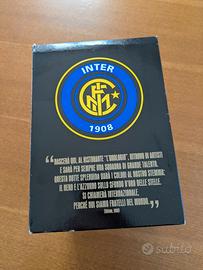 INTER
1908
"NASCERÀ QUI, AL RISTORANTE "L'OROLOGIO", RITROVO DI ARTISTI
E SARÀ PER SEMPRE UNA SQUADRA DI GRANDE TALENTO.
QUESTA NOTTE SPLENDIDA DARÀ I COLORI AL NOSTRO STEMMA:
IL NERO E L'AZZURRO SULLO SFONDO D'ORO DELLE STELLE.
SI CHIAMERÀ INTERNAZIONALE,
PERCHÉ NOI SIAMO FRATELLI DEL MONDO."
subito